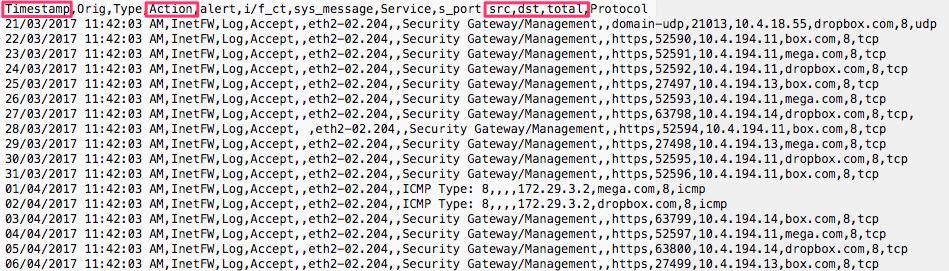 Timestamp,Orig,Type,Action,alert,i/f_ct,sys_message,Service,s_port,src,dst,total,Protocol
21/03/2017 11:42:03 AM,InetFW,Log,Accept,,,eth2-02.204,,Security Gateway/Management,,domain-udp,21013,10.4.18.55,dropbox.com,8,udp
22/03/2017 11:42:03 AM,InetFW,Log,Accept,,,eth2-02.204,,Security Gateway/Management,,https,52590,10.4.194.11,box.com,8,tcp
23/03/2017 11:42:03 AM,InetFW,Log,Accept,,,eth2-02.204,,Security Gateway/Management,,https,52591,10.4.194.11,mega.com,8,tcp
24/03/2017 11:42:03 AM,InetFW,Log,Accept,,,eth2-02.204,,Security Gateway/Management,,https,52592,10.4.194.11,dropbox.com,8,tcp
25/03/2017 11:42:03 AM,InetFW,Log,Accept,,,eth2-02.204,,Security Gateway/Management,,https,27497,10.4.194.13,box.com,8,tcp
26/03/2017 11:42:03 AM,InetFW,Log,Accept,,,eth2-02.204,,Security Gateway/Management,,https,52593,10.4.194.11,mega.com,8,tcp
27/03/2017 11:42:03 AM,InetFW,Log,Accept,,,eth2-02.204,,Security Gateway/Management,,https,63798,10.4.194.14,dropbox.com,8,tcp,
28/03/2017 11:42:03 AM,InetFW,Log,Accept, ,eth2-02.204,,Security Gateway/Management,,https,52594,10.4.194.11,box.com,8,tcp
29/03/2017 11:42:03 AM,InetFW,Log,Accept,,,eth2-02.204,,Security Gateway/Management,,https,27498,10.4.194.13,mega.com,8,tcp
30/03/2017 11:42:03 AM,InetFW,Log,Accept,,,eth2-02.204,,Security Gateway/Management,,https,52595,10.4.194.11,dropbox.com,8,tcp
31/03/2017 11:42:03 AM,InetFW,Log,Accept,,,eth2-02.204,,Security Gateway/Management,,https,52596,10.4.194.11,box.com,8,tcp
01/04/2017 11:42:03 AM,InetFW,Log,Accept,,,eth2-02.204,,ICMP Type: 8,,,,172.29.3.2,mega.com,8,icmp
02/04/2017 11:42:03 AM,InetFW,Log,Accept,,,eth2-02.204,,ICMP Type: 8,,,,172.29.3.2,dropbox.com,8,icmp
03/04/2017 11:42:03 AM,InetFW,Log,Accept,,,eth2-02.204,,Security Gateway/Management,,https,63799,10.4.194.14,box.com,8,tcp
04/04/2017 11:42:03 AM,InetFW,Log,Accept,,,eth2-02.204,,Security Gateway/Management,,https,52597,10.4.194.11,mega.com,8,tcp
05/04/2017 11:42:03 AM,InetFW,Log,Accept,,,eth2-02.204,,Security Gateway/Management,,https,63800,10.4.194.14,dropbox.com,8,tcp
06/04/2017 11:42:03 AM,InetFW,Log,Accept,,,eth2-02.204,,Security Gateway/Management,,https,27499,10.4.194.13,box.com,8,tcp